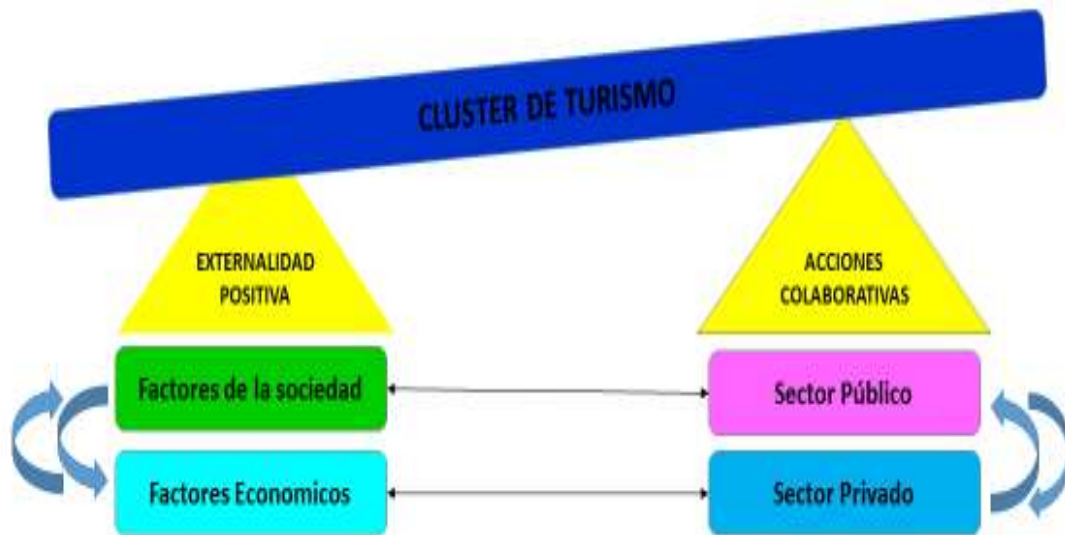 CLUSTER DE TURISMO
EXTERNALIDAD
POSITIVA
ACCIONES
COLABORATIVAS
Factores de la sociedad
Sector Público
Factores Economicos
Sector Privado